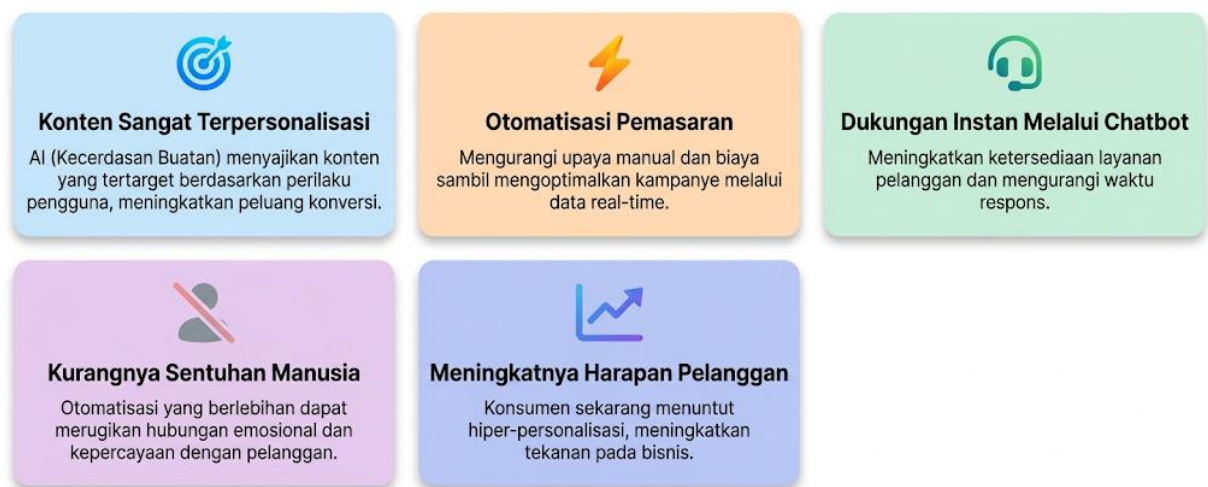 Konten Sangat Terpersonalisasi
AI (Kecerdasan Buatan) menyajikan konten
yang tertarget berdasarkan perilaku
pengguna, meningkatkan peluang konversi.
Otomatisasi Pemasaran
Mengurangi upaya manual dan biaya
sambil mengoptimalkan kampanye melalui
data real-time.
Dukungan Instan Melalui Chatbot
Meningkatkan ketersediaan layanan
pelanggan dan mengurangi waktu
respons.
Kurangnya Sentuhan Manusia
Otomatisasi yang berlebihan dapat
merugikan hubungan emosional dan
kepercayaan dengan pelanggan.
Meningkatnya Harapan Pelanggan
Konsumen sekarang menuntut
hiper-personalisasi, meningkatkan
tekanan pada bisnis.